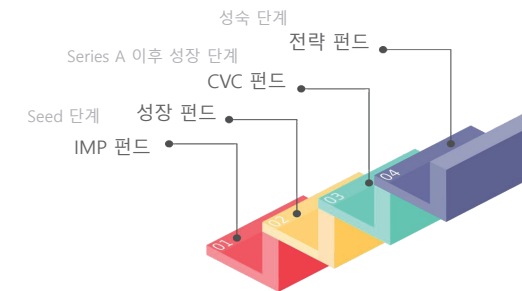 성숙 단계
전략 펀드
Series A 이후 성장 단계
CVC 펀드
Seed 단계
성장 펀드
IMP 펀드
01
02
03
04